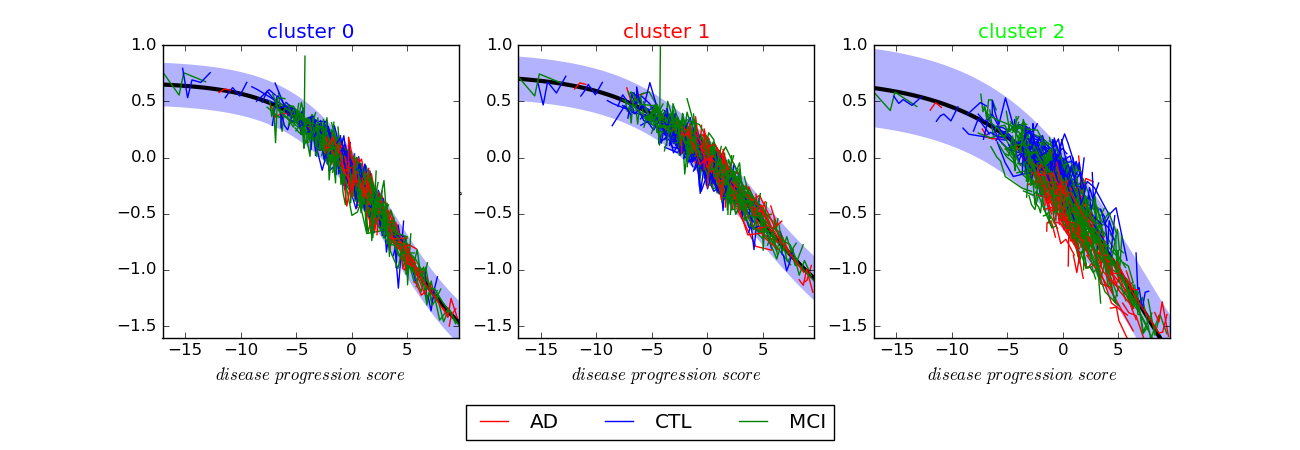 cluster 0 cluster 1 cluster 2
1.0 1.0 1.0
0.5 0.5 0.5
0.0 0.0 0.0
−0.5 −0.5 −0.5
−1.0 −1.0 −1.0
−1.5 −1.5 −1.5
−15 −10 −5 0 5 −15 −10 −5 0 5 −15 −10 −5 0 5
disease progression score disease progression score disease progression score
AD CTL MCI